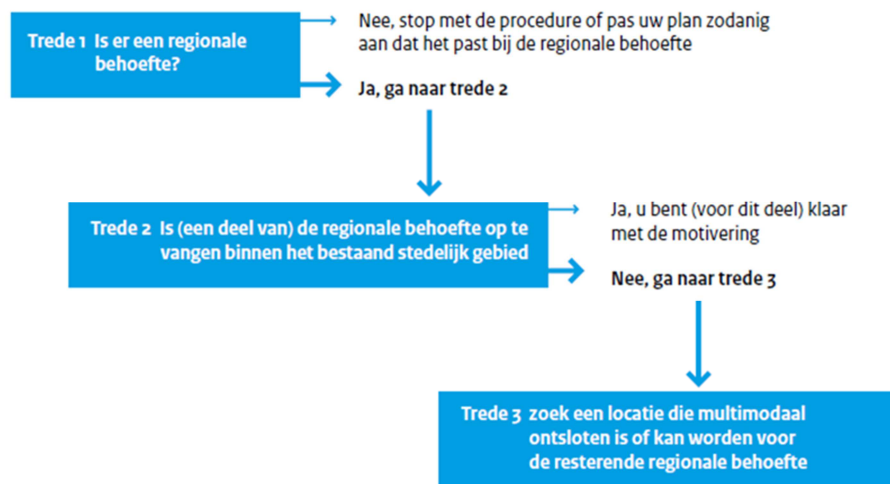 Trede 1 Is er een regionale
behoefte?
Nee, stop met de procedure of pas uw plan zodanig
aan dat het past bij de regionale behoefte
Ja, ga naar trede 2
Trede 2 Is (een deel van) de regionale behoefte op te
vangen binnen het bestaand stedelijk gebied
Ja, u bent (voor dit deel) klaar
met de motivering
Nee, ga naar trede 3
Trede 3 zoek een locatie die multimodaal
ontsloten is of kan worden voor
de resterende regionale behoefte